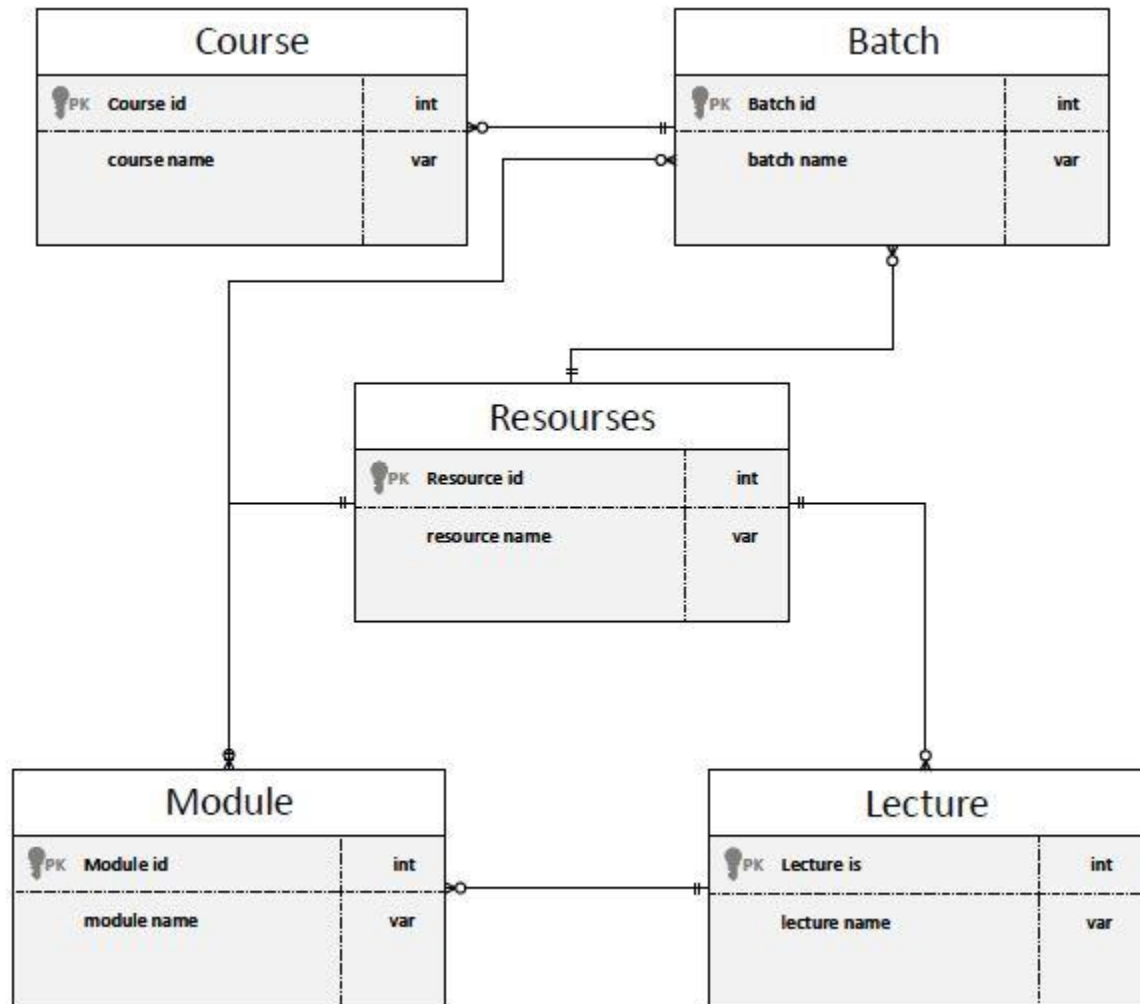 Course
PK Course id int
course name var
Batch
PK Batch id int
batch name var
Resourses
PK Resource id int
resource name var
Module
PK Module id int
module name var
Lecture
PK Lecture is int
lecture name var